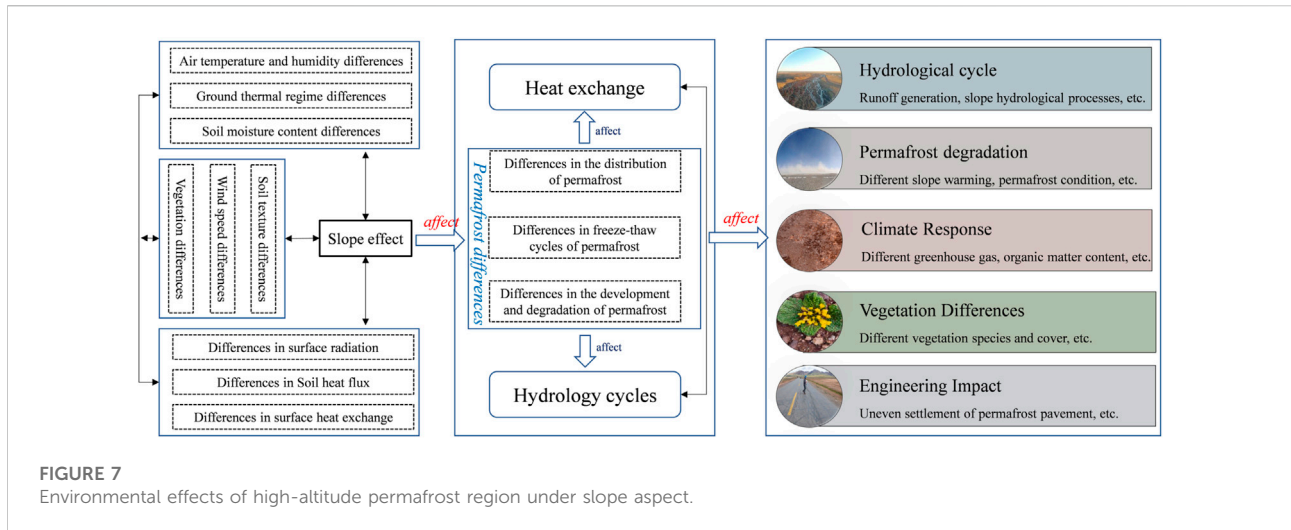 Air temperature and humidity differences
Ground thermal regime differences
Soil moisture content differences
Vegetation differences
Wind speed differences
Soil texture differences
Slope effect
Differences in surface radiation
Differences in Soil heat flux
Differences in surface heat exchange
affect
Heat exchange
affect
Permafrost differences
Differences in the distribution
of permafrost
Differences in freeze-thaw
cycles of permafrost
Differences in the development
and degradation of permafrost
affect
Hydrology cycles
affect
Hydrological cycle
Runoff generation, slope hydrological processes, etc.
Permafrost degradation
Different slope warming, permafrost condition, etc.
Climate Response
Different greenhouse gas, organic matter content, etc.
Vegetation Differences
Different vegetation species and cover, etc.
Engineering Impact
Uneven settlement of permafrost pavement, etc.
FIGURE 7
Environmental effects of high-altitude permafrost region under slope aspect.